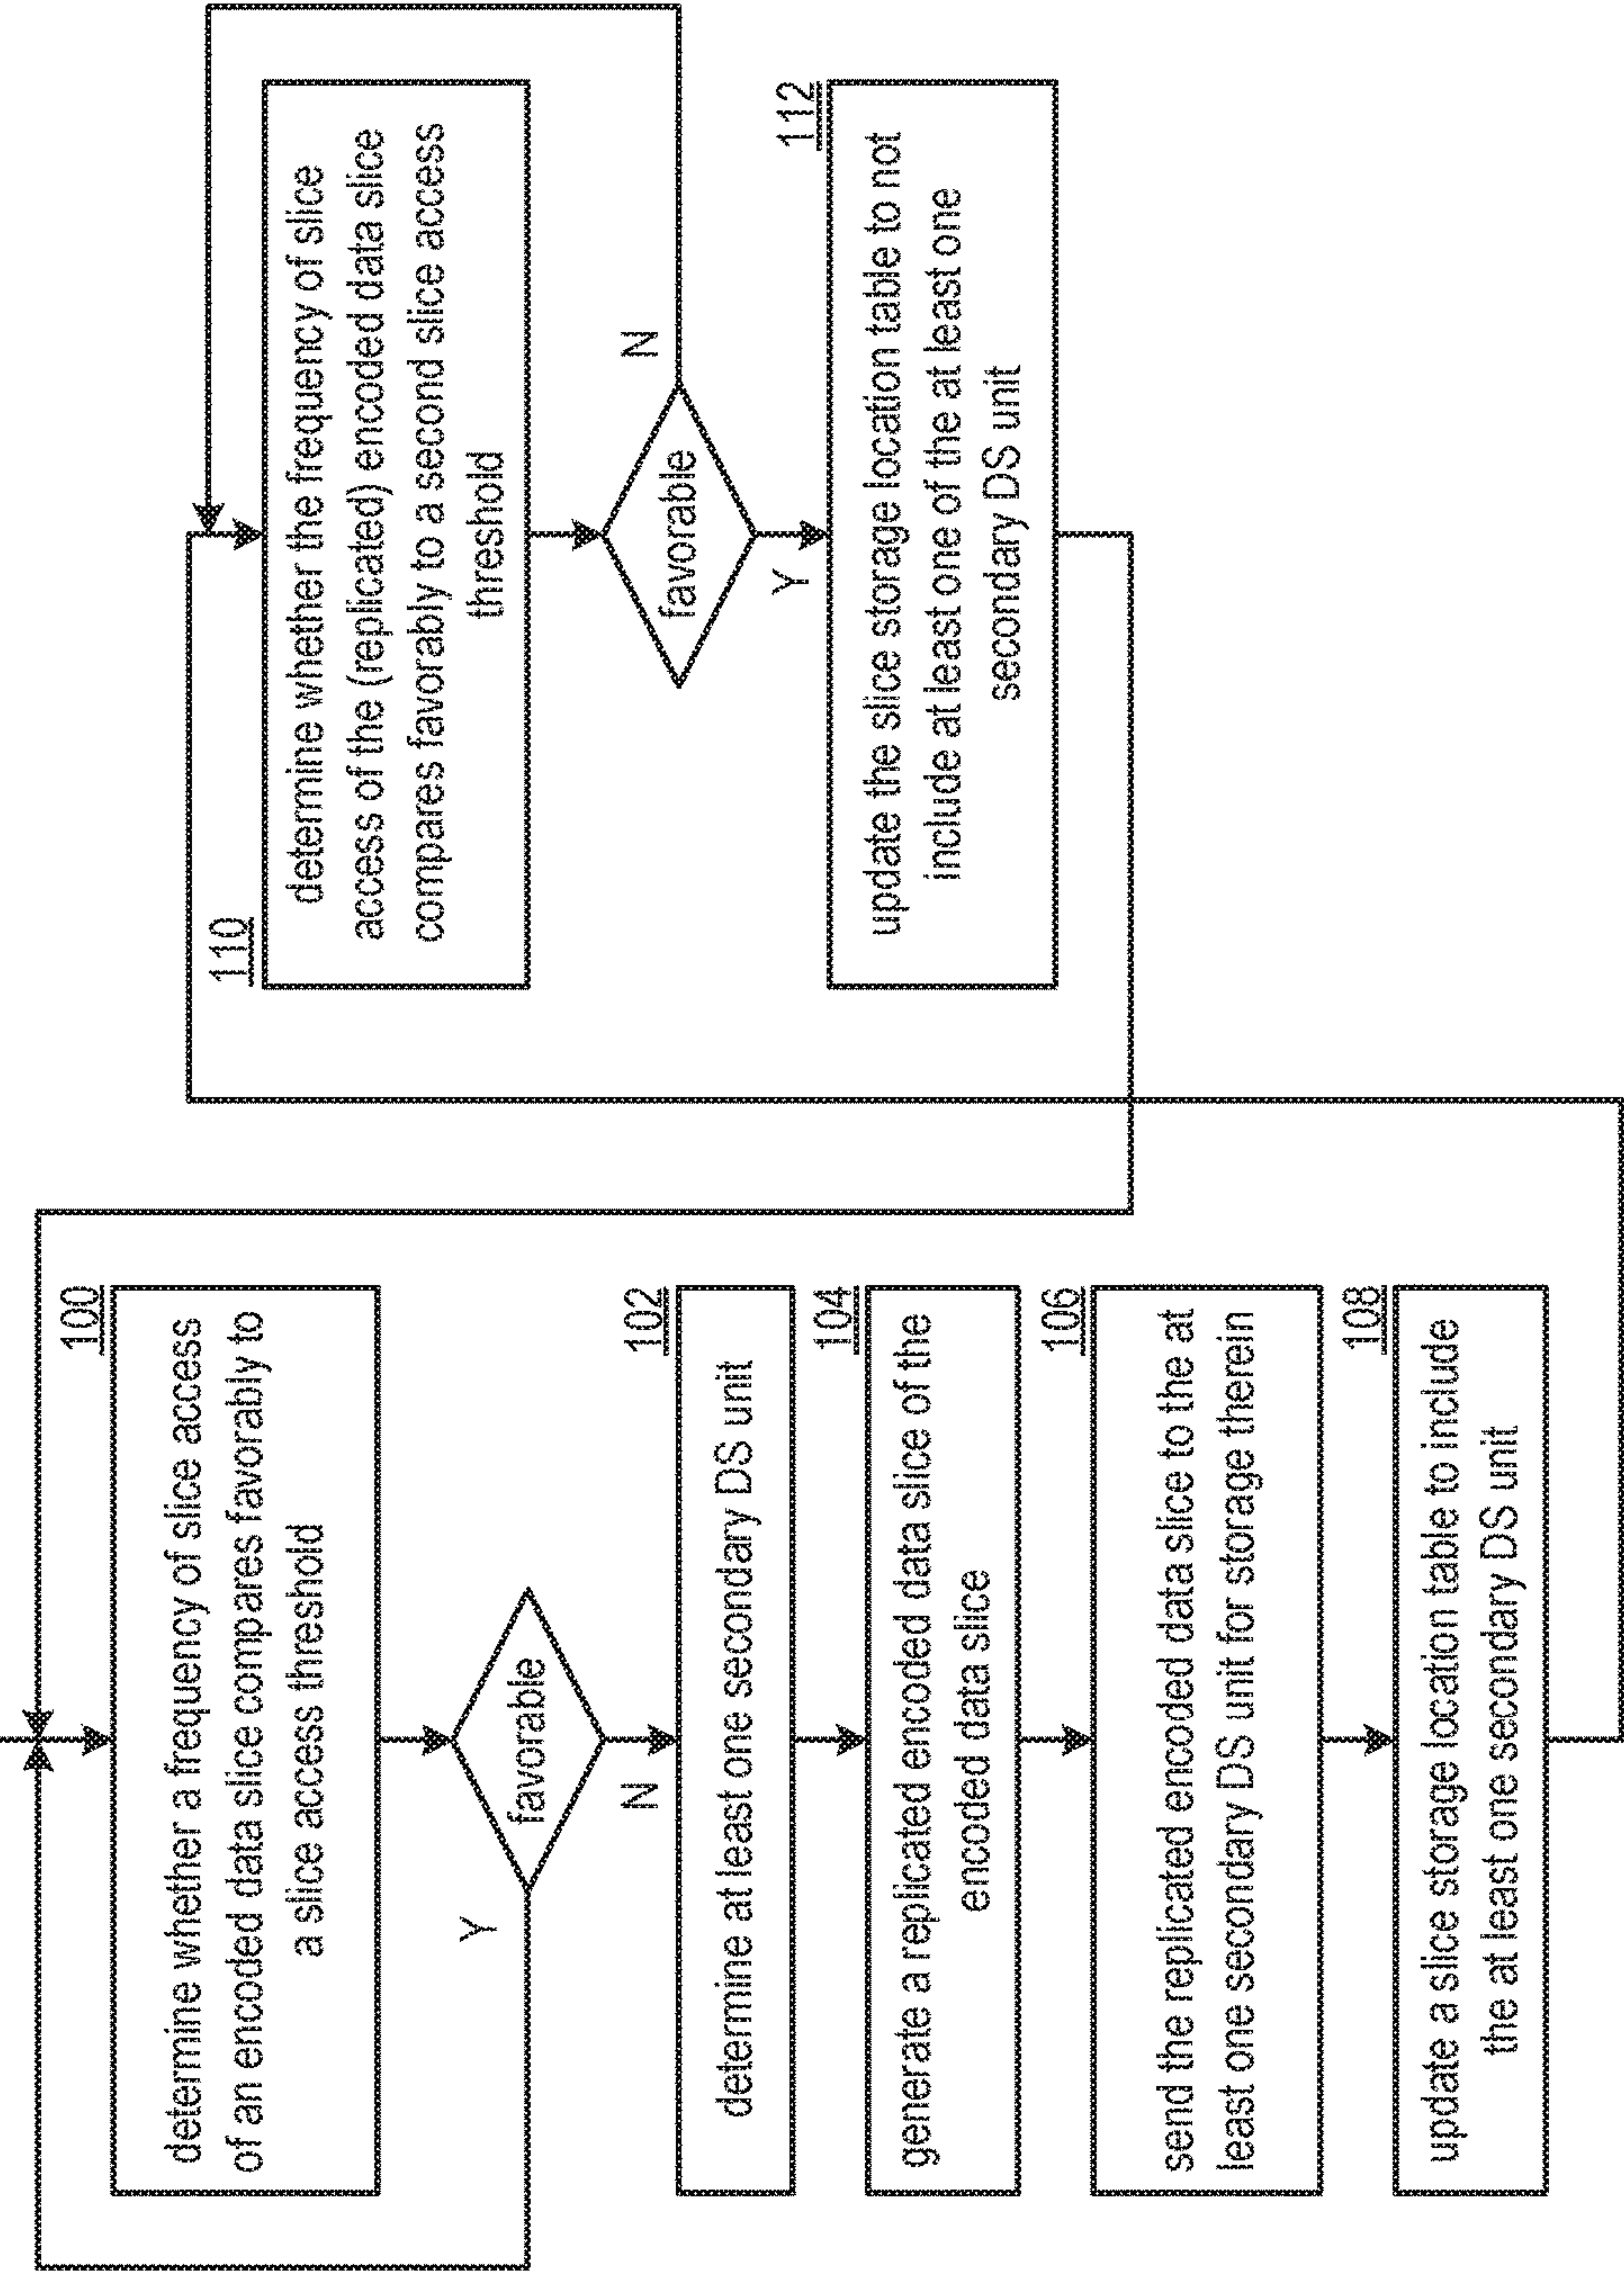 100
determine whether a frequency of slice access
of an encoded data slice compares favorably to
a slice access threshold
favorable
Y
N
102
determine at least one secondary DS unit
104
generate a replicated encoded data slice of the
encoded data slice
106
send the replicated encoded data slice to the at
least one secondary DS unit for storage therein
108
update a slice storage location table to include
the at least one secondary DS unit
110
determine whether the frequency of slice
access of the (replicated) encoded data slice
compares favorably to a second slice access
threshold
favorable
N
Y
112
update the slice storage location table to not
include at least one of the at least one
secondary DS unit